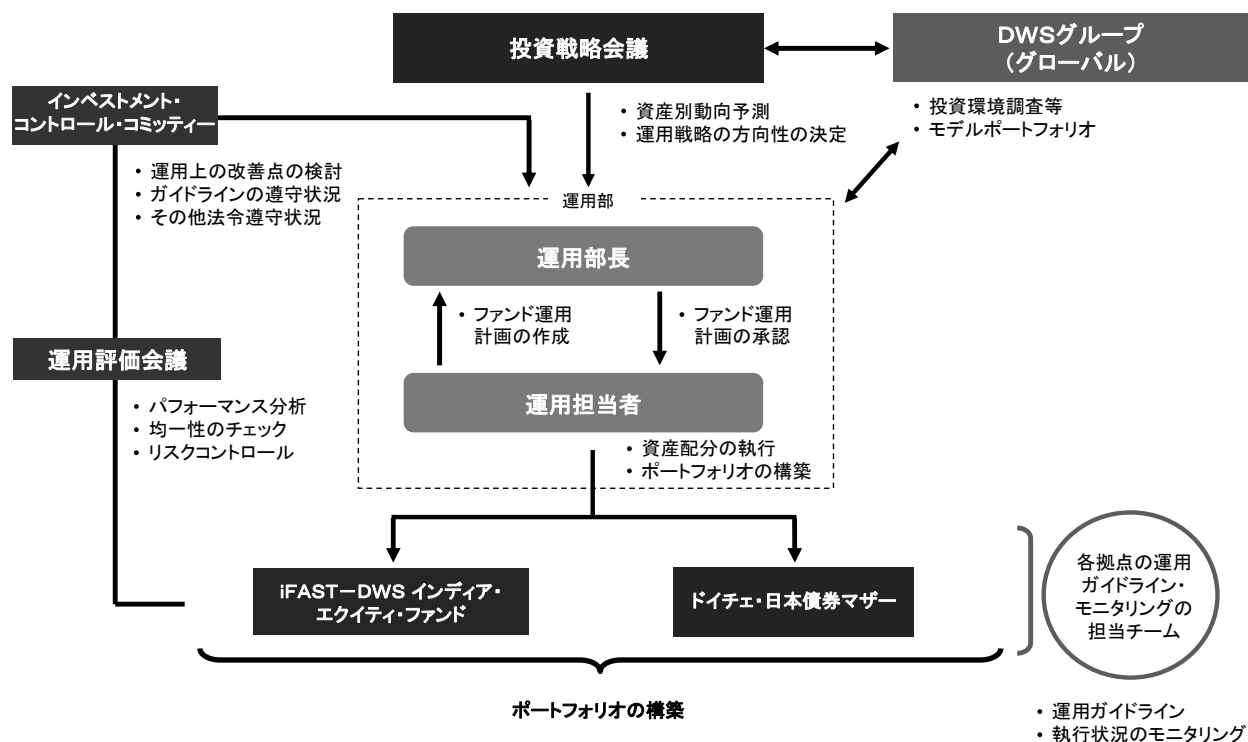 投資戦略会議
DWSグループ
（グローバル）
インベストメント・
コントロール・コミッティー
• 資産別動向予測
• 運用戦略の方向性の決定
• 投資環境調査等
• モデルポートフォリオ
• 運用上の改善点の検討
• ガイドラインの遵守状況
• その他法令遵守状況
運用部
運用部長
• ファンド運用
計画の作成
• ファンド運用
計画の承認
運用評価会議
運用担当者
• パフォーマンス分析
• 均一性のチェック
• リスクコントロール
• 資産配分の執行
• ポートフォリオの構築
iFAST－DWS インディア・
エクイティ・ファンド
ドイチェ・日本債券マザー
各拠点の運用
ガイドライン・
モニタリングの
担当チーム
ポートフォリオの構築
• 運用ガイドライン
• 執行状況のモニタリング